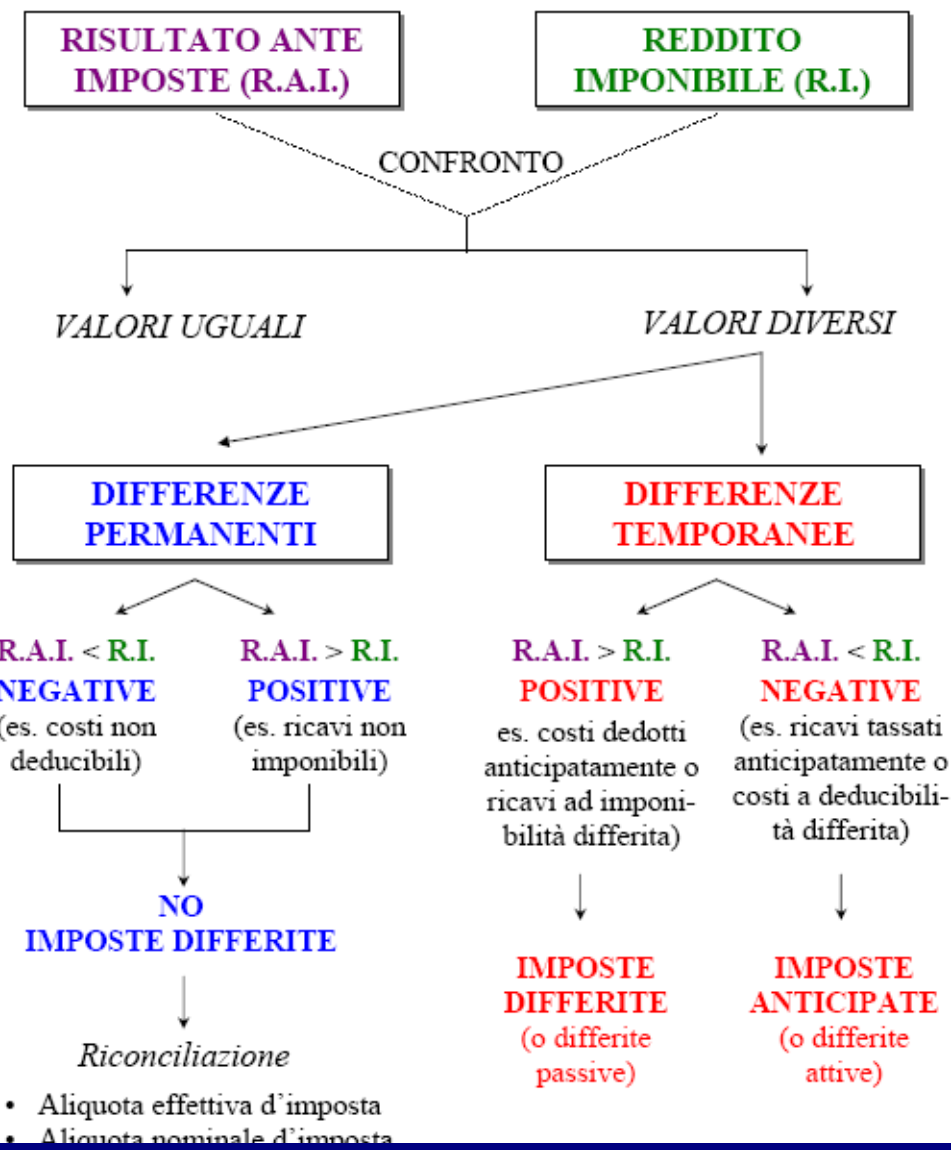 RISULTATO ANTE
IMPOSTE (R.A.I.)
REDDITO
IMPONIBILE (R.I.)
CONFRONTO
VALORI UGUALI
VALORI DIVERSI
DIFFERENZE
PERMANENTI
DIFFERENZE
TEMPORANEE
R.A.I. < R.I.
NEGATIVE
(es. costi non
deducibili)
R.A.I. > R.I.
POSITIVE
(es. ricavi non
imponibili)
R.A.I. > R.I.
POSITIVE
es. costi dedotti
anticipatamente o
ricavi ad imponi-
bilità differita)
R.A.I. < R.I.
NEGATIVE
(es. ricavi tassati
anticipatamente o
costi a deducibili-
tà differita)
NO
IMPOSTE DIFFERITE
IMPOSTE
DIFFERITE
(o differite
passive)
IMPOSTE
ANTICIPATE
(o differite
attive)
Riconciliazione
• Aliquota effettiva d'imposta
• Aliquota nominale d'imposta